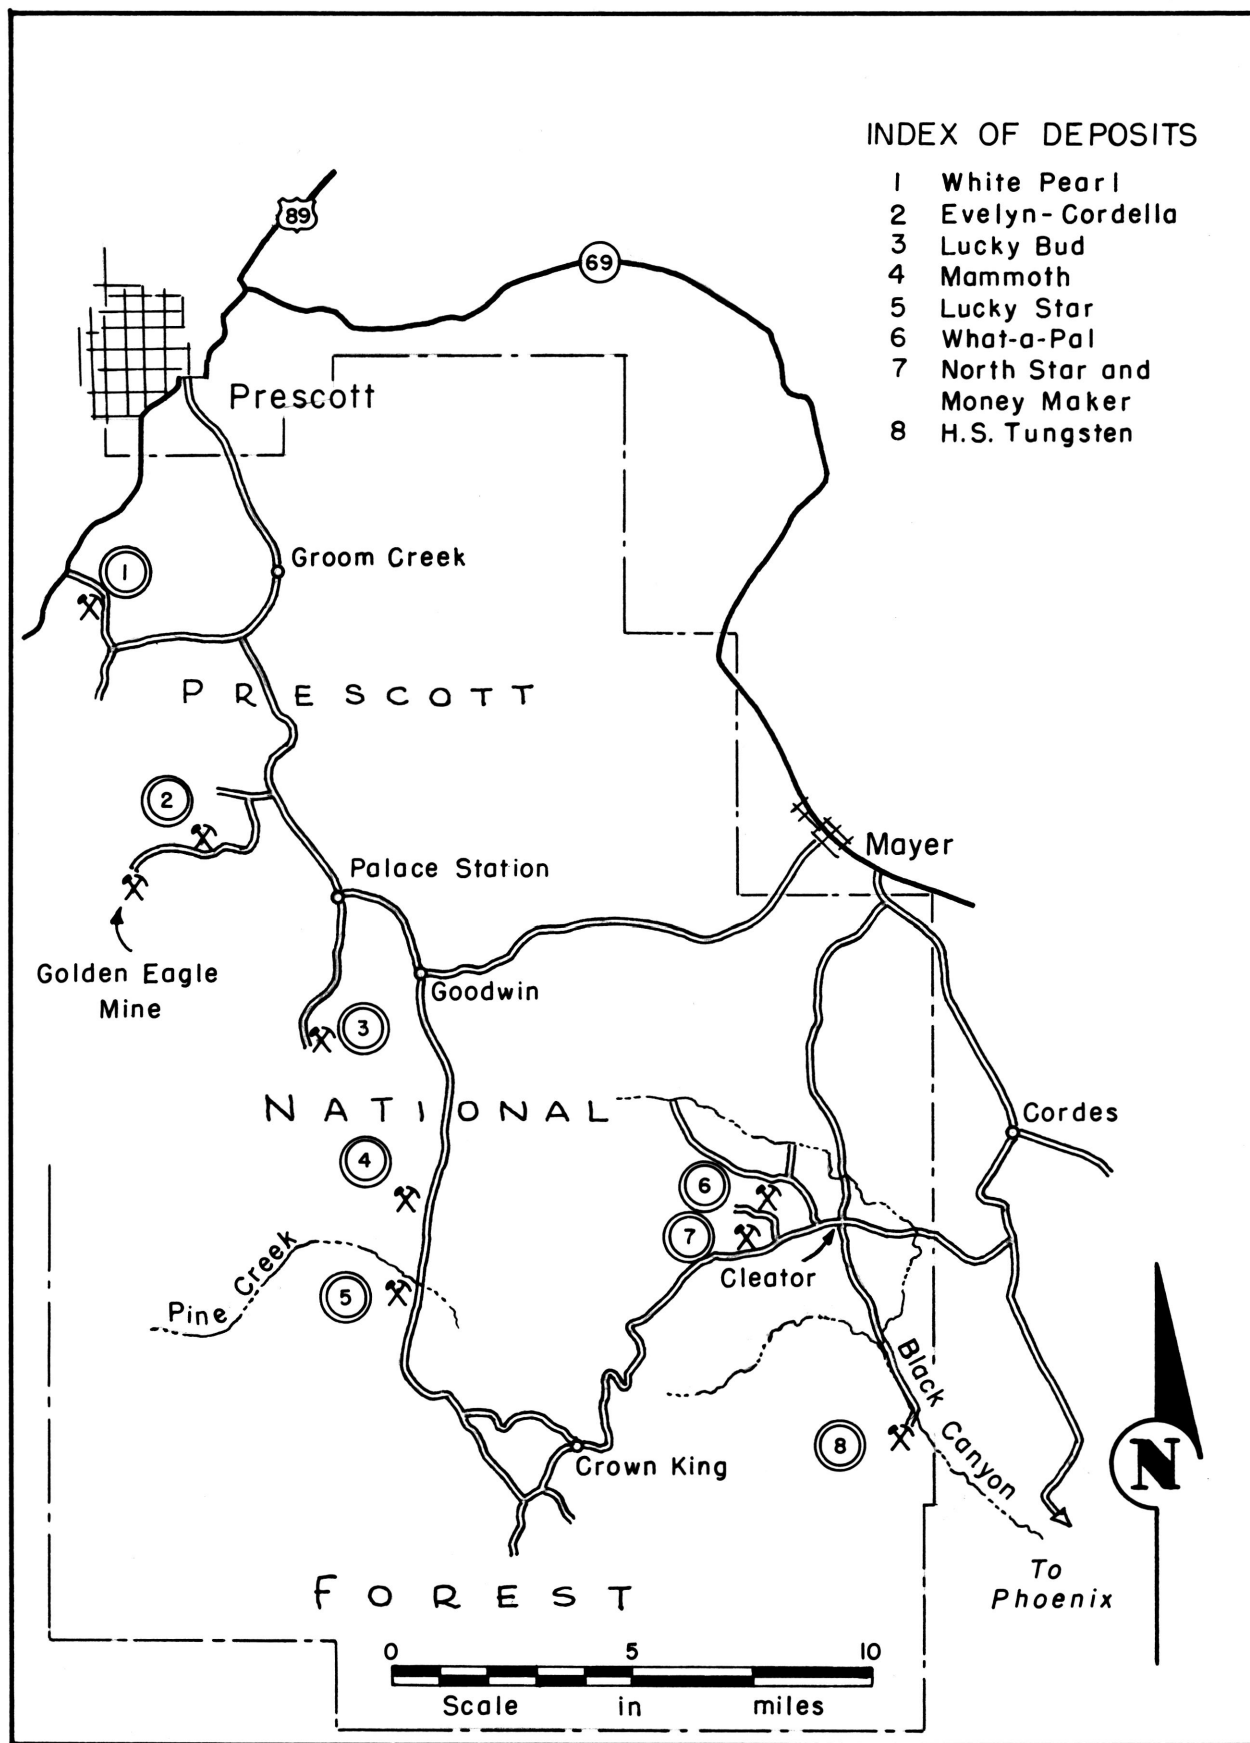 INDEX OF DEPOSITS
1 White Pearl
2 Evelyn-Cordella
3 Lucky Bud
4 Mammoth
5 Lucky Star
6 What-a-Pal
7 North Star and
Money Maker
8 H.S. Tungsten
89
69
Prescott
Groom Creek
1
PRESCOTT
2
Mayer
Palace Station
Golden Eagle
Mine
Goodwin
3
NATIONAL
Cordes
4
6
7
Cleator
Pine Creek
5
Black Canyon
8
Crown King
N
To
Phoenix
FOREST
0 5 10
Scale in miles